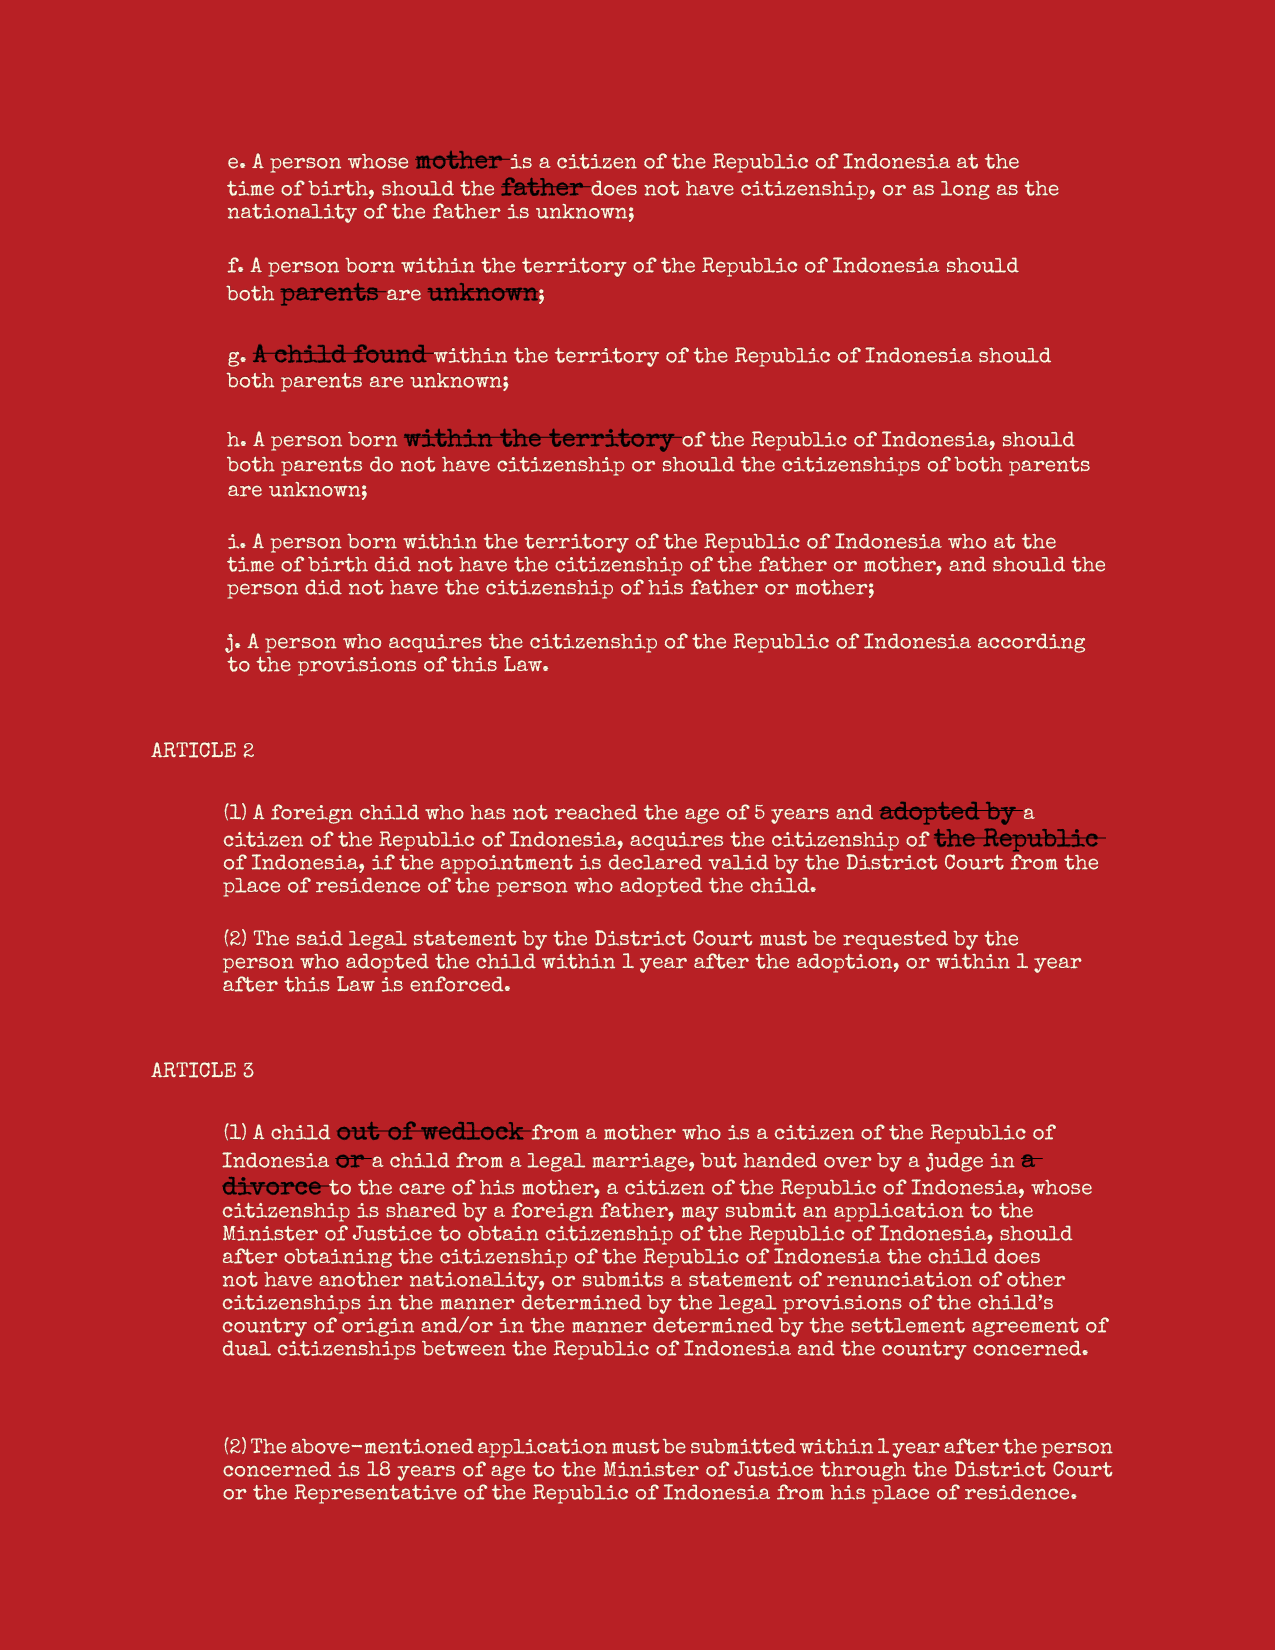 e. A person whose mother is a citizen of the Republic of Indonesia at the
time of birth, should the father does not have citizenship, or as long as the
nationality of the father is unknown;
f. A person born within the territory of the Republic of Indonesia should
both parents are unknown;
g. A child found within the territory of the Republic of Indonesia should
both parents are unknown;
h. A person born within the territory of the Republic of Indonesia, should
both parents do not have citizenship or should the citizenships of both parents
are unknown;
i. A person born within the territory of the Republic of Indonesia who at the
time of birth did not have the citizenship of the father or mother, and should the
person did not have the citizenship of his father or mother;
j. A person who acquires the citizenship of the Republic of Indonesia according
to the provisions of this Law.
ARTICLE 2
(1) A foreign child who has not reached the age of 5 years and adopted by a
citizen of the Republic of Indonesia, acquires the citizenship of the Republic
of Indonesia, if the appointment is declared valid by the District Court from the
place of residence of the person who adopted the child.
(2) The said legal statement by the District Court must be requested by the
person who adopted the child within 1 year after the adoption, or within 1 year
after this Law is enforced.
ARTICLE 3
(1) A child out of wedlock from a mother who is a citizen of the Republic of
Indonesia or a child from a legal marriage, but handed over by a judge in a
divorce to the care of his mother, a citizen of the Republic of Indonesia, whose
citizenship is shared by a foreign father, may submit an application to the
Minister of Justice to obtain citizenship of the Republic of Indonesia, should
after obtaining the citizenship of the Republic of Indonesia the child does
not have another nationality, or submits a statement of renunciation of other
citizenships in the manner determined by the legal provisions of the child's
country of origin and/or in the manner determined by the settlement agreement of
dual citizenships between the Republic of Indonesia and the country concerned.
(2) The above-mentioned application must be submitted within 1 year after the person
concerned is 18 years of age to the Minister of Justice through the District Court
or the Representative of the Republic of Indonesia from his place of residence.